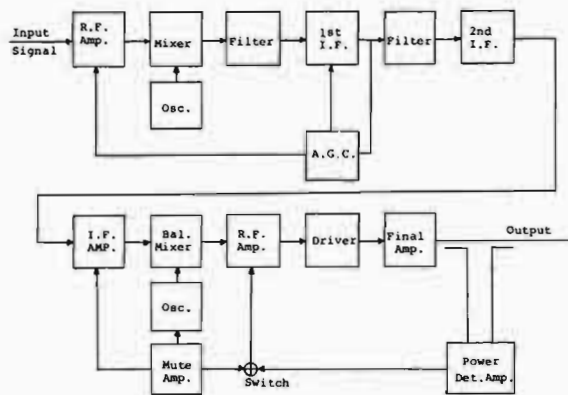 Input
Signal
R.F.
Amp.
Mixer
Filter
1st
I.F.
Filter
2nd
I.F.
Osc.
A.G.C.
I.F.
AMP.
Bal.
Mixer
R.F.
Amp.
Driver
Final
Amp.
Output
Osc.
Mute
Amp.
Switch
Power
Det.Amp.